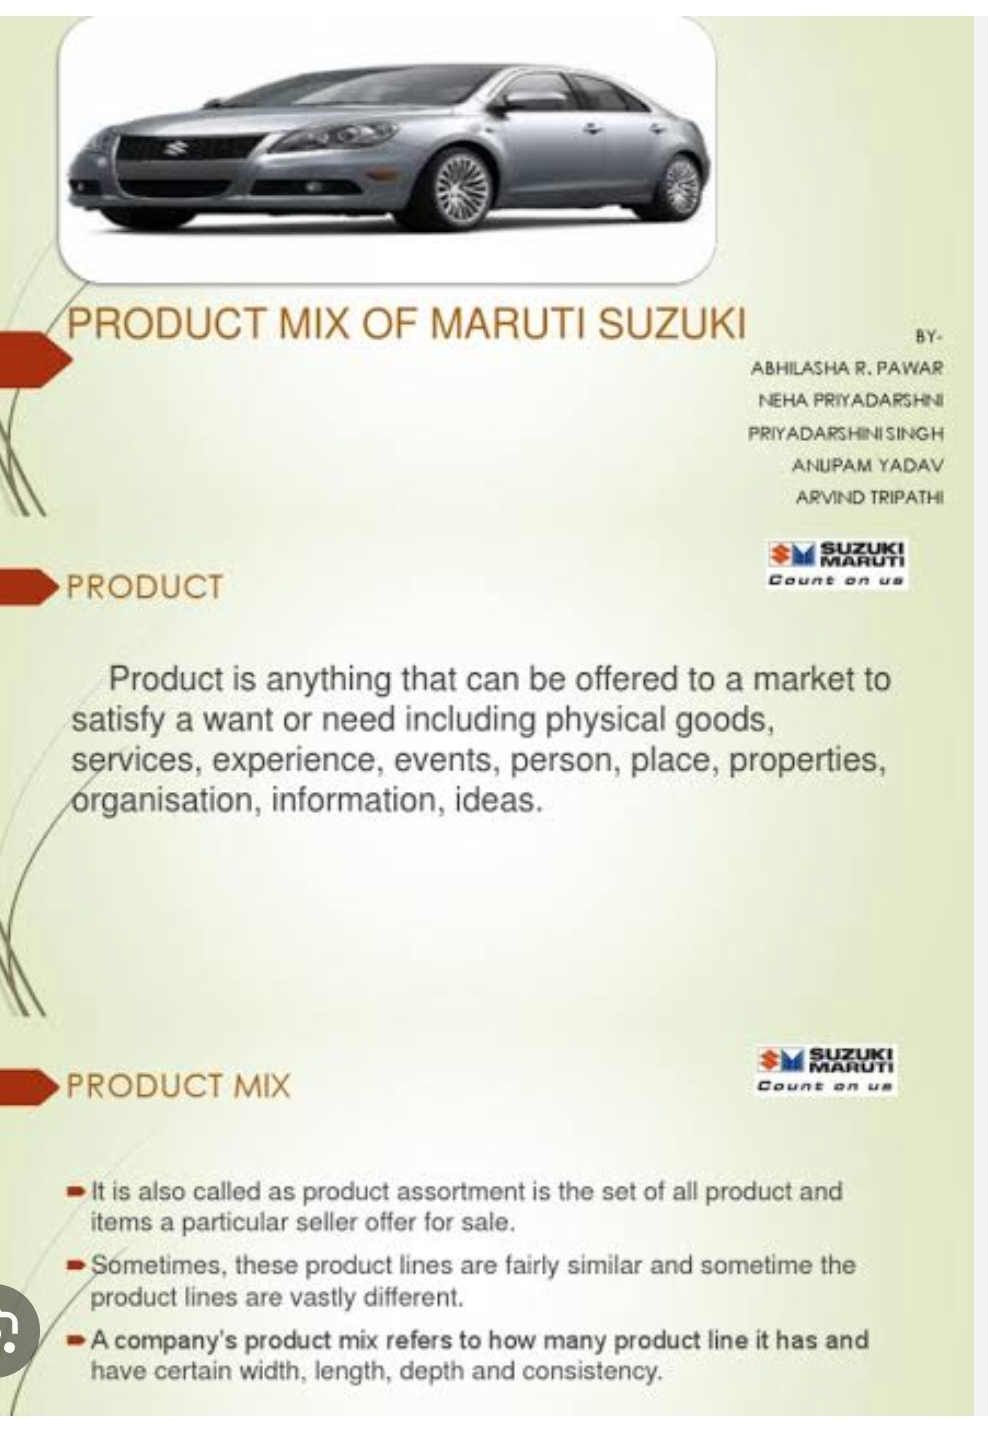 PRODUCT MIX OF MARUTI SUZUKI
BY-
ABHILASHA R. PAWAR
NEHA PRIYADARSHNI
PRIYADARSHINI SINGH
ANUPAM YADAV
ARVIND TRIPATHI
SUZUKI
MARUTI
Count on us
PRODUCT
Product is anything that can be offered to a market to
satisfy a want or need including physical goods,
services, experience, events, person, place, properties,
organisation, information, ideas.
SUZUKI
MARUTI
Count on us
PRODUCT MIX
It is also called as product assortment is the set of all product and
items a particular seller offer for sale.
Sometimes, these product lines are fairly similar and sometime the
product lines are vastly different.
A company's product mix refers to how many product line it has and
have certain width, length, depth and consistency.